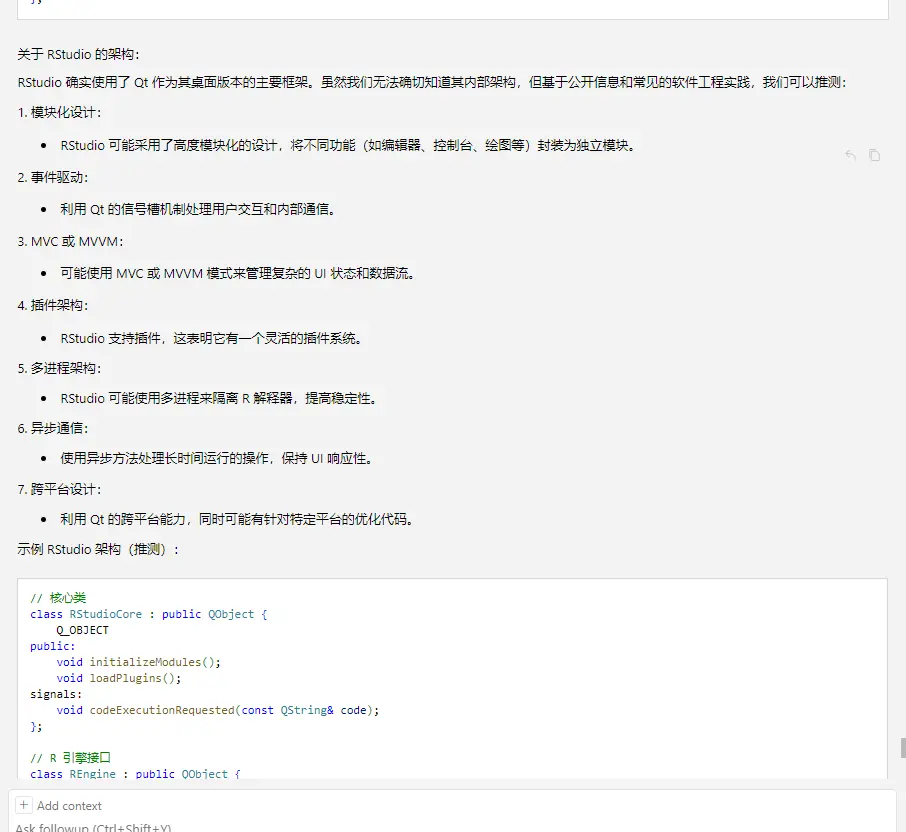 };
关于 RStudio 的架构：
RStudio 确实使用了 Qt 作为其桌面版本的主要框架。虽然我们无法确切知道其内部架构，但基于公开信息和常见的软件工程实践，我们可以推测：
1. 模块化设计：
• RStudio 可能采用了高度模块化的设计，将不同功能（如编辑器、控制台、绘图等）封装为独立模块。
2. 事件驱动：
• 利用 Qt 的信号槽机制处理用户交互和内部通信。
3. MVC 或 MVVM：
• 可能使用 MVC 或 MVVM 模式来管理复杂的 UI 状态和数据流。
4. 插件架构：
• RStudio 支持插件，这表明它有一个灵活的插件系统。
5. 多进程架构：
• RStudio 可能使用多进程来隔离 R 解释器，提高稳定性。
6. 异步通信：
• 使用异步方法处理长时间运行的操作，保持 UI 响应性。
7. 跨平台设计：
• 利用 Qt 的跨平台能力，同时可能有针对特定平台的优化代码。
示例 RStudio 架构（推测）：
// 核心类
class RStudioCore : public QObject {
    Q_OBJECT
public:
    void initializeModules();
    void loadPlugins();
signals:
    void codeExecutionRequested(const QString& code);
};
// R 引擎接口
class REngine : public QObject {
+ Add context
Ask followup (Ctrl+Shift+Y)